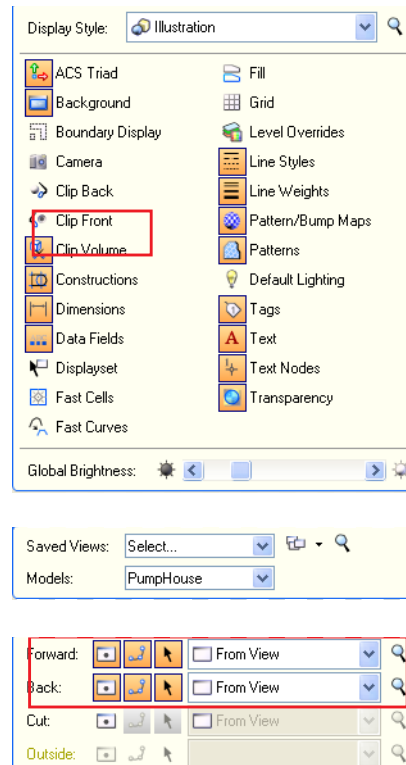 Display Style: Illustration
ACS Triad
Fill
Background
Grid
Boundary Display
Level Overrides
Camera
Line Styles
Clip Back
Line Weights
Clip Front
Pattern/Bump Maps
Clip Volume
Patterns
Constructions
Default Lighting
Dimensions
Tags
Data Fields
A Text
Displayset
Text Nodes
Fast Cells
Transparency
Fast Curves
Global Brightness:
Saved Views: Select...
Models: PumpHouse
Forward: From View
Back: From View
Cut: From View
Outside: